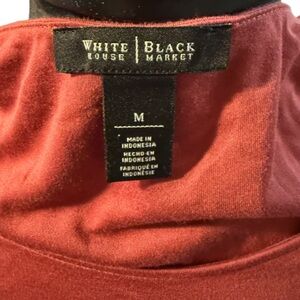 WHITE | BLACK
HOUSE | MARKET
M
MADE IN
INDONESIA
HECHO EN
INDONESIA
FABRIQUÉ EN
INDONÉSIE